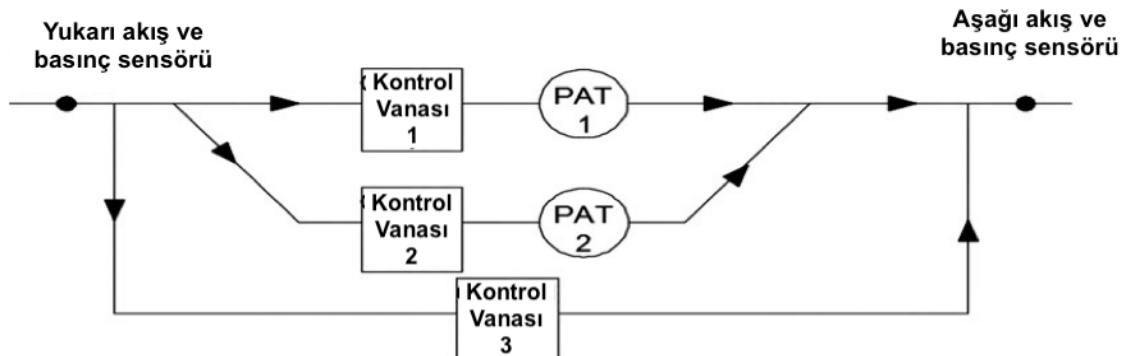 Yukarı akış ve
basınç sensörü
Aşağı akış ve
basınç sensörü
Kontrol
Vanası
1
PAT
1
Kontrol
Vanası
2
PAT
2
Kontrol
Vanası
3